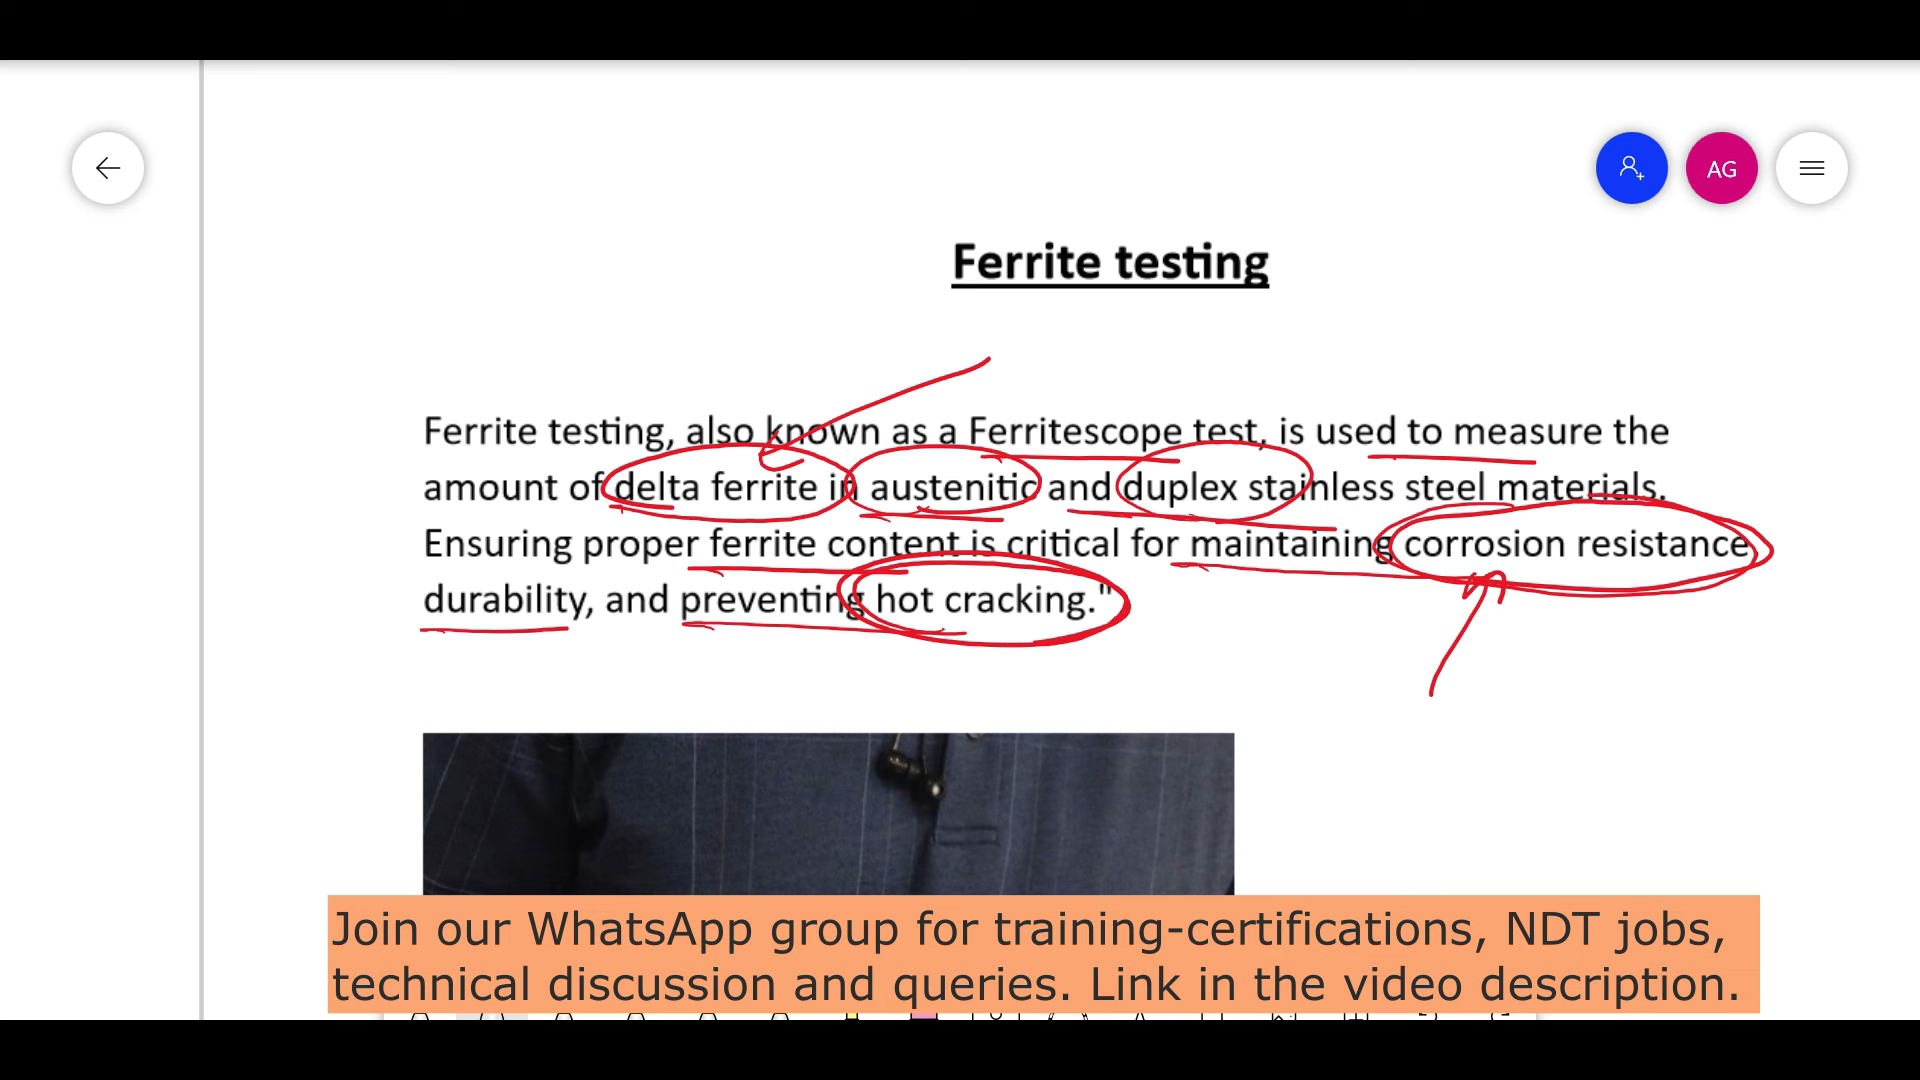 AG
Ferrite testing
Ferrite testing, also known as a Ferritescope test, is used to measure the
amount of delta ferrite in austenitic and duplex stainless steel materials.
Ensuring proper ferrite content is critical for maintaining corrosion resistance
durability, and preventing hot cracking."
Join our WhatsApp group for training-certifications, NDT jobs,
technical discussion and queries. Link in the video description.